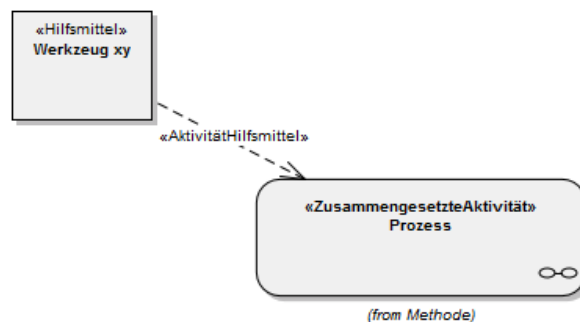 «Hilfsmittel»
Werkzeug xy
«AktivitätHilfsmittel»
«ZusammengesetzteAktivität»
Prozess
(from Methode)